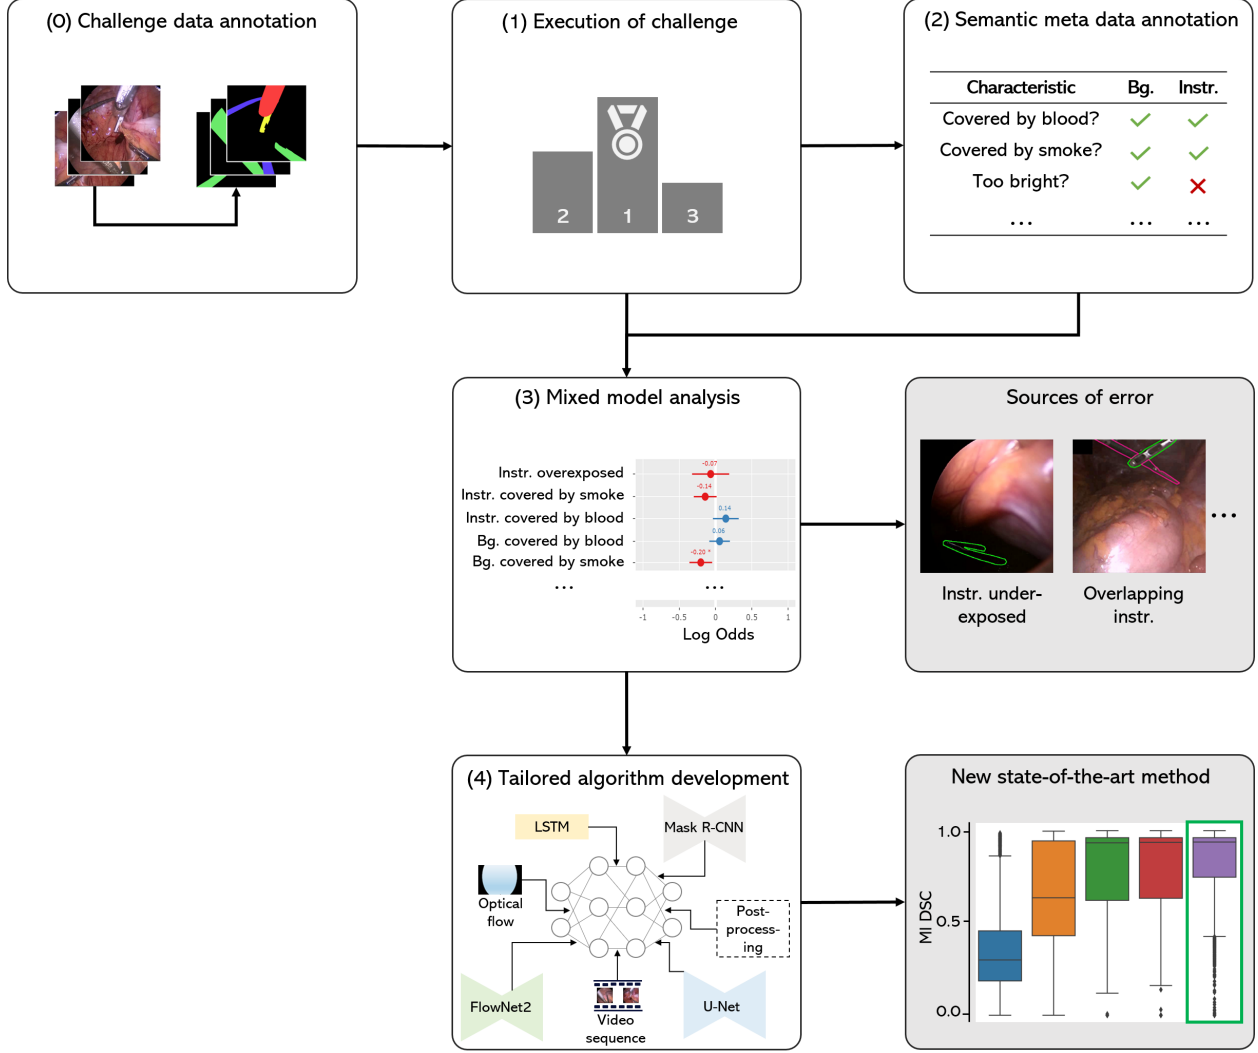 (0) Challenge data annotation
(1) Execution of challenge
2
1
3
(2) Semantic meta data annotation
Characteristic Bg. Instr.
Covered by blood?
Covered by smoke?
Too bright?
... ... ...
(3) Mixed model analysis
Instr. overexposed
Instr. covered by smoke
Instr. covered by blood
Bg. covered by blood
Bg. covered by smoke
...
-0.07
-0.14
0.14
0.06
-0.20 *
...
-1 -0.5 0 0.5 1
Log Odds
Sources of error
Instr. under-
exposed
Overlapping
instr.
...
(4) Tailored algorithm development
LSTM
Mask R-CNN
Optical
flow
Post-
process-
ing
FlowNet2
Video
sequence
U-Net
New state-of-the-art method
MI DSC
1.0
0.5
0.0